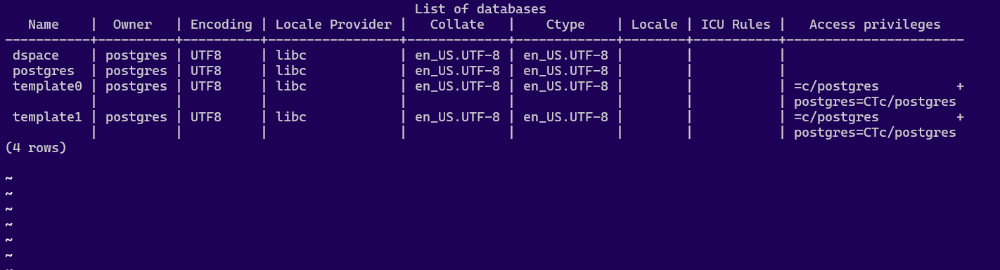 List of databases
   Name    |  Owner   | Encoding | Locale Provider |   Collate   |    Ctype    | Locale | ICU Rules |   Access privileges
-----------+----------+----------+-----------------+-------------+-------------+--------+-----------+-----------------------
 dspace    | postgres | UTF8     | libc            | en_US.UTF-8 | en_US.UTF-8 |        |           |
 postgres  | postgres | UTF8     | libc            | en_US.UTF-8 | en_US.UTF-8 |        |           |
 template0 | postgres | UTF8     | libc            | en_US.UTF-8 | en_US.UTF-8 |        |           | =c/postgres          +
           |          |          |                 |             |             |        |           | postgres=CTc/postgres
 template1 | postgres | UTF8     | libc            | en_US.UTF-8 | en_US.UTF-8 |        |           | =c/postgres          +
           |          |          |                 |             |             |        |           | postgres=CTc/postgres
(4 rows)

~
~
~
~
~
~
~